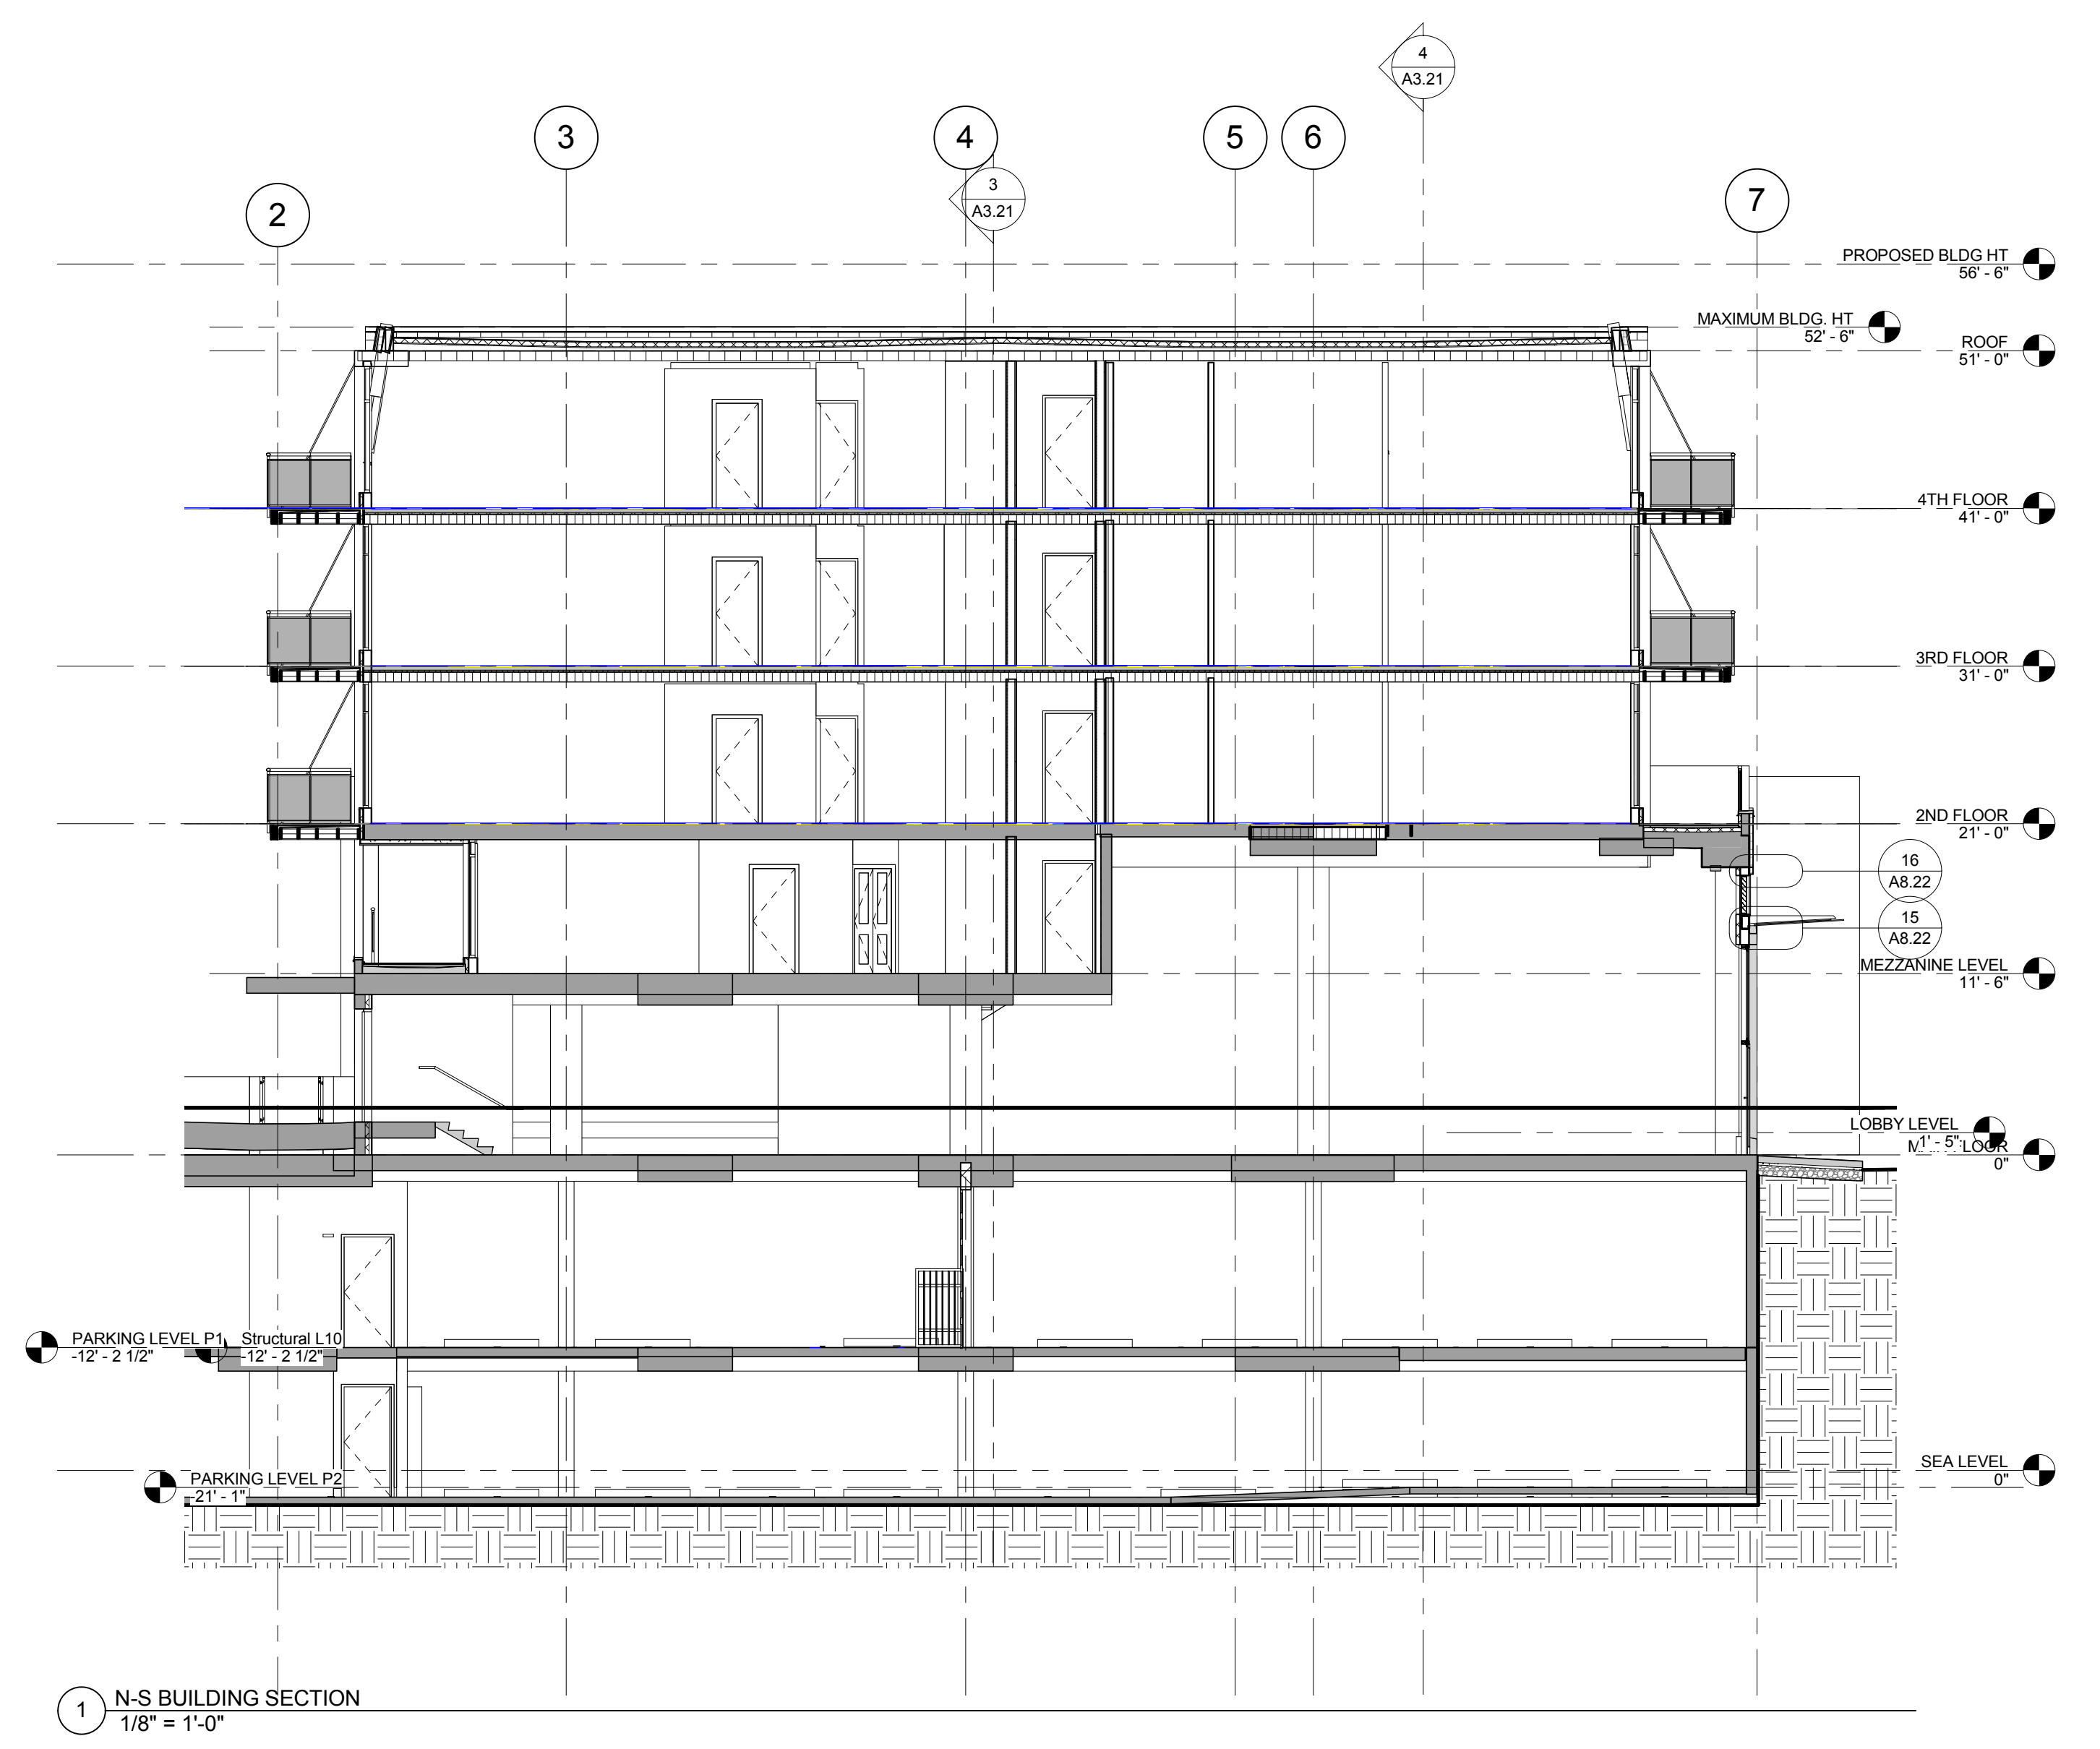 4
A3.21
3
4
5
6
3
A3.21
2
7
PROPOSED BLDG HT
56' - 6"
MAXIMUM BLDG. HT
52' - 6"
ROOF
51' - 0"
4TH FLOOR
41' - 0"
3RD FLOOR
31' - 0"
2ND FLOOR
21' - 0"
16
A8.22
15
A8.22
MEZZANINE LEVEL
11' - 6"
LOBBY LEVEL
1' - 5"
0"
PARKING LEVEL P1
-12' - 2 1/2"
Structural L10
-12' - 2 1/2"
PARKING LEVEL P2
-21' - 1"
SEA LEVEL
0"
1
N-S BUILDING SECTION
1/8" = 1'-0"